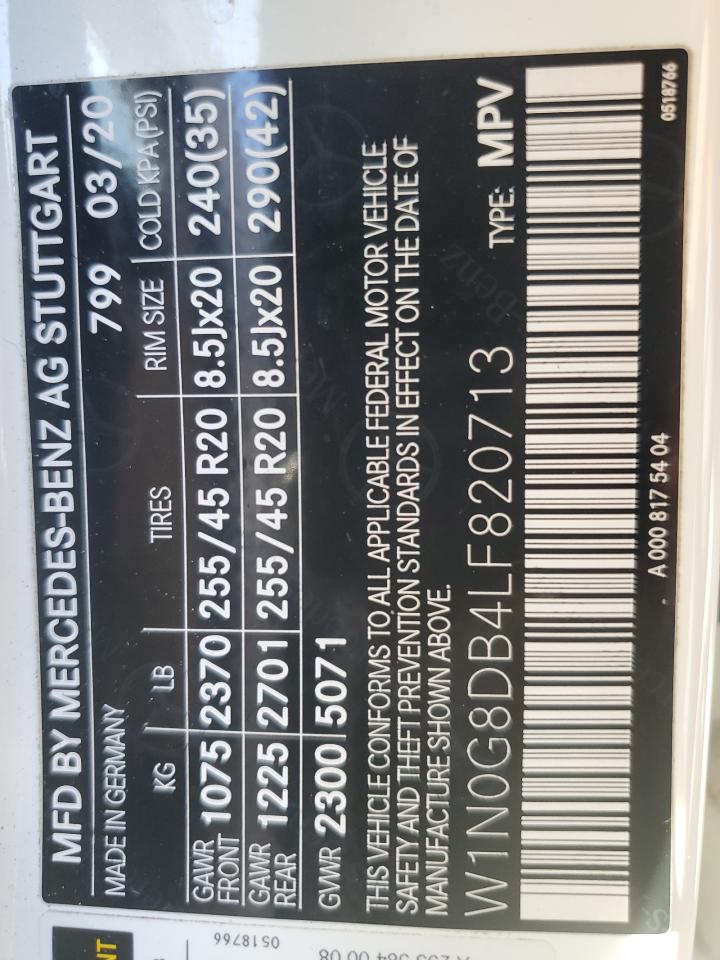 MFD BY MERCEDES-BENZ AG STUTTGART
MADE IN GERMANY 799 03/20
KG LB TIRES RIM SIZE COLD KPA(PSI)
GAWR FRONT 1075 2370 255/45 R20 8.5Jx20 240(35)
GAWR REAR 1225 2701 255/45 R20 8.5Jx20 290(42)
GVWR 2300 5071
THIS VEHICLE CONFORMS TO ALL APPLICABLE FEDERAL MOTOR VEHICLE
SAFETY AND THEFT PREVENTION STANDARDS IN EFFECT ON THE DATE OF
MANUFACTURE SHOWN ABOVE.
W1N0G8DB4LF820713 TYPE: MPV
A 000 817 54 04 0518766
0518766